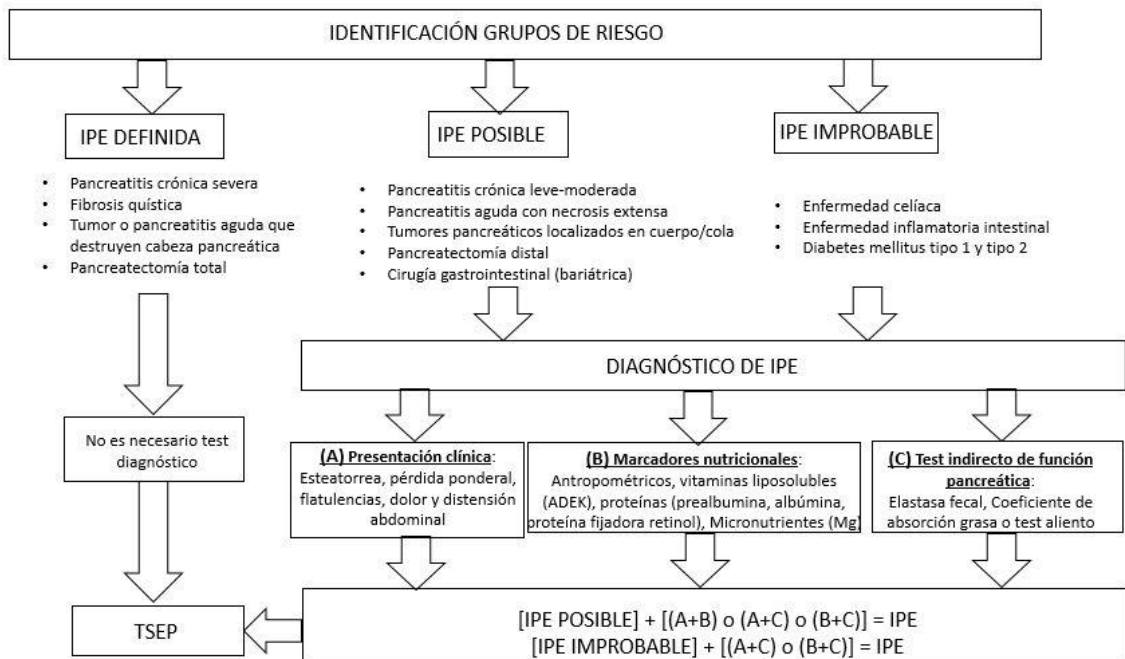 IDENTIFICACIÓN GRUPOS DE RIESGO
IPE DEFINIDA
• Pancreatitis crónica severa
• Fibrosis quística
• Tumor o pancreatitis aguda que
destruyen cabeza pancreática
• Pancreatectomía total
IPE POSIBLE
• Pancreatitis crónica leve-moderada
• Pancreatitis aguda con necrosis extensa
• Tumores pancreáticos localizados en cuerpo/cola
• Pancreatectomía distal
• Cirugía gastrointestinal (bariátrica)
IPE IMPROBABLE
• Enfermedad celíaca
• Enfermedad inflamatoria intestinal
• Diabetes mellitus tipo 1 y tipo 2
DIAGNÓSTICO DE IPE
No es necesario test
diagnóstico
(A) Presentación clínica:
Esteatorrea, pérdida ponderal,
flatulencias, dolor y distensión
abdominal
(B) Marcadores nutricionales:
Antropométricos, vitaminas liposolubles
(ADEK), proteínas (prealbumina, albúmina,
proteína fijadora retinol), Micronutrientes (Mg)
(C) Test indirecto de función
pancreática:
Elastasa fecal, Coeficiente de
absorción grasa o test aliento
TSEP
[IPE POSIBLE] + [(A+B) o (A+C) o (B+C)] = IPE
[IPE IMPROBABLE] + [(A+C) o (B+C)] = IPE